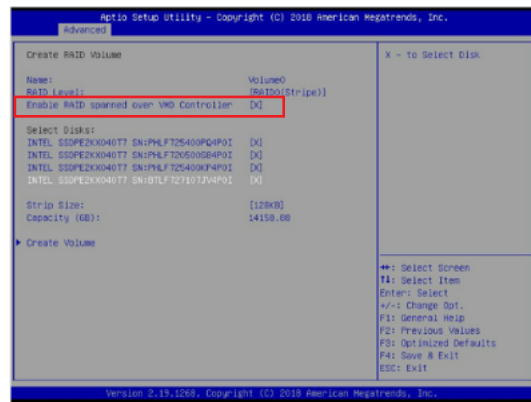 Aptio Setup Utility - Copyright (C) 2018 American Megatrends, Inc.
Advanced
Create RAID Volume
X - to Select Disk
Name: Volume0
RAID Level: [RAID0(Stripe)]
Enable RAID spanned over VMD Controller [X]
Select Disks:
INTEL SSDPE2KX040T7 SN:PHLF725400PQ4P0I [X]
INTEL SSDPE2KX040T7 [X]
INTEL SSDPE2KX040T7 SN:PHLF725400KP4P0I [X]
INTEL SSDPE2KX040T7 SN:BTLF727107JV4P0I [X]
Strip Size: [128KB]
Capacity (GB): 14158.88
Create Volume
: Select Screen
↑↓: Select Item
Enter: Select
+/-: Change Opt.
F1: General Help
F2: Previous Values
F3: Optimized Defaults
F4: Save & Exit
ESC: Exit
Version 2.19.1268. Copyright (C) 2018 American Megatrends, Inc.